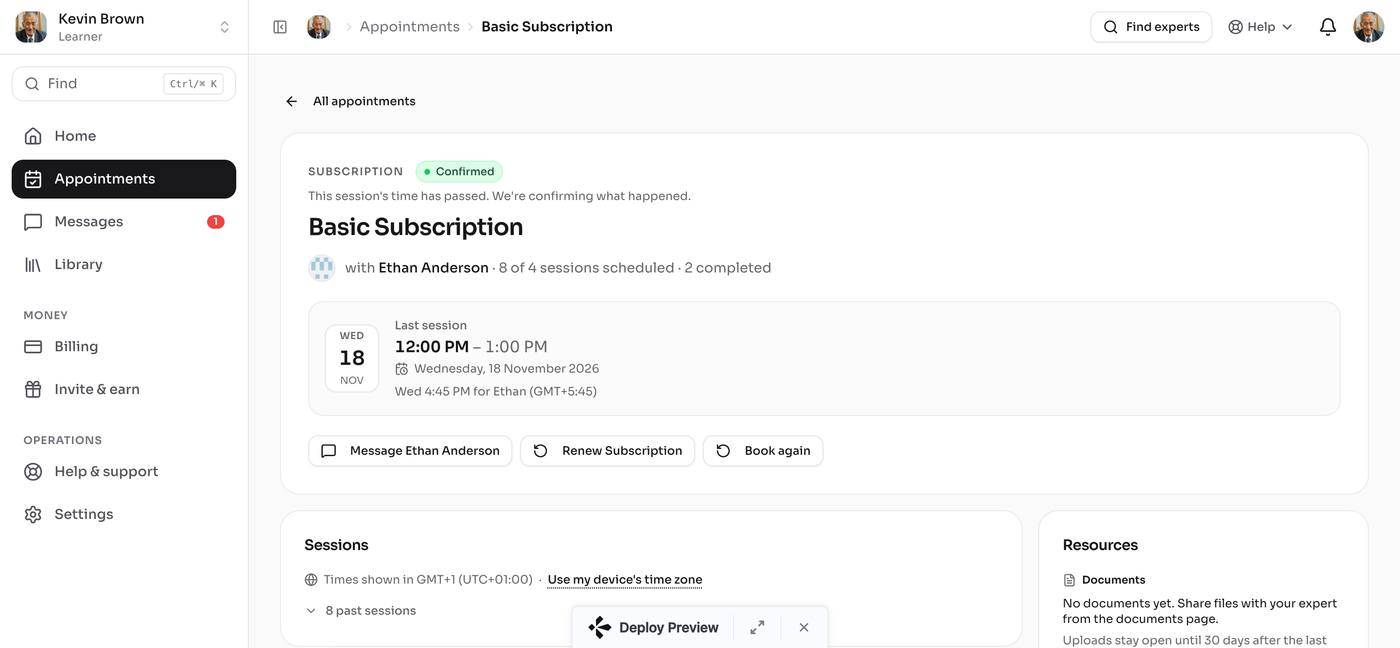 Kevin Brown
Learner
Find
Ctrl/⌘ K
Home
Appointments
Messages
1
Library
MONEY
Billing
Invite & earn
OPERATIONS
Help & support
Settings
Appointments
Basic Subscription
Find experts
Help
All appointments
SUBSCRIPTION
Confirmed
This session's time has passed. We're confirming what happened.
Basic Subscription
with Ethan Anderson · 8 of 4 sessions scheduled · 2 completed
WED
18
NOV
Last session
12:00 PM – 1:00 PM
Wednesday, 18 November 2026
Wed 4:45 PM for Ethan (GMT+5:45)
Message Ethan Anderson
Renew Subscription
Book again
Sessions
Times shown in GMT+1 (UTC+01:00) · Use my device's time zone
8 past sessions
Resources
Documents
No documents yet. Share files with your expert
from the documents page.
Uploads stay open until 30 days after the last
Deploy Preview